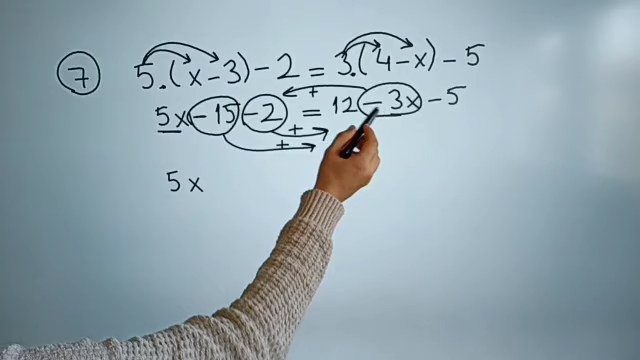 7 5.(x-3)-2=3.(4-x)-5
5x-15-2 = 12-3x-5
+
+
+
5x